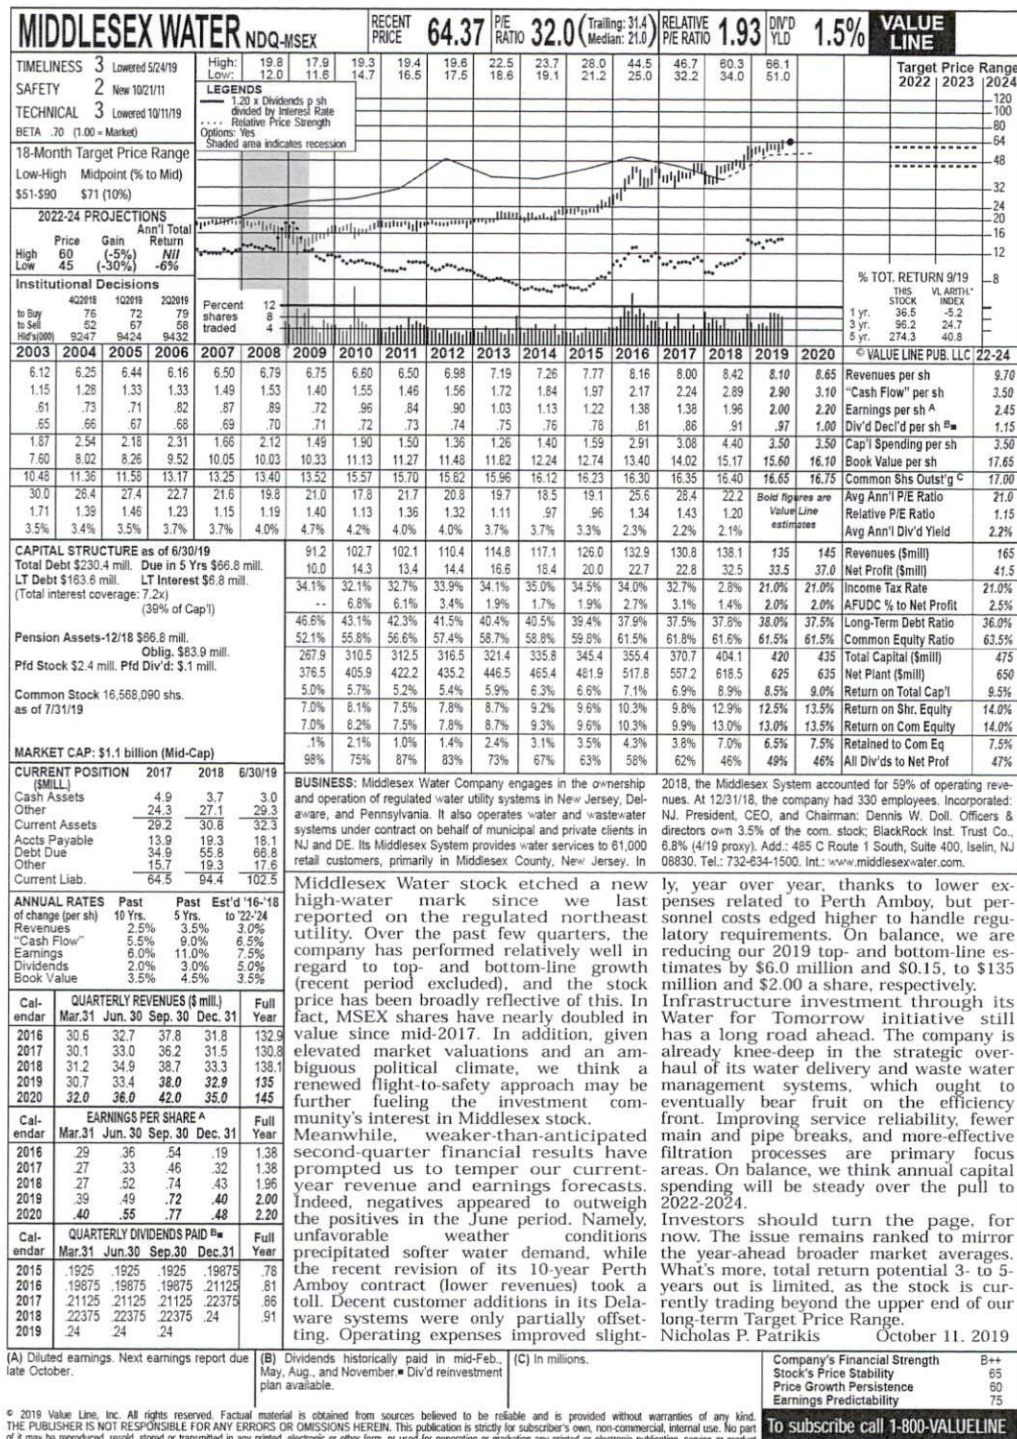 MIDDLESEX WATER NDQ-MSEX
RECENT PRICE 64.37
P/E RATIO 32.0 (Trailing: 31.4 Median: 21.0)
RELATIVE P/E RATIO 1.93
DIV'D YLD 1.5%
VALUE LINE
TIMELINESS 3 Lowered 5/24/19
SAFETY 2 New 10/21/11
TECHNICAL 3 Lowered 10/11/19
BETA .70 (1.00 = Market)
18-Month Target Price Range
Low-High Midpoint (% to Mid)
$51-$90 $71 (10%)
2022-24 PROJECTIONS
Ann'l Total
Price Gain Return
High 60 (-5%) Nil
Low 45 (-30%) -6%
Institutional Decisions
4Q2018 1Q2019 2Q2019
to Buy 76 72 79
to Sell 52 67 58
Hld's(000) 9247 9424 9432
High: 19.8 17.9 19.3 19.4 19.6 22.5 23.7 28.0 44.5 46.7 60.3 66.1
Low: 12.0 11.6 14.7 16.5 17.5 18.6 19.1 21.2 25.0 32.2 34.0 51.0
LEGENDS
1.20 x Dividends p sh
divided by Interest Rate
.... Relative Price Strength
Options: Yes
Shaded area indicates recession
Target Price Range
2022 2023 2024
120
100
80
64
48
32
24
20
16
12
8
Percent shares traded
12
8
4
% TOT. RETURN 9/19
THIS STOCK VL ARITH.* INDEX
1 yr. 36.5 -5.2
3 yr. 96.2 24.7
5 yr. 274.3 40.8
2003 2004 2005 2006 2007 2008 2009 2010 2011 2012 2013 2014 2015 2016 2017 2018 2019 2020 © VALUE LINE PUB. LLC 22-24
6.12 6.25 6.44 6.16 6.50 6.79 6.75 6.60 6.50 6.98 7.19 7.26 7.77 8.16 8.00 8.42 8.10 8.65 Revenues per sh 9.70
1.15 1.28 1.33 1.33 1.49 1.53 1.40 1.55 1.46 1.56 1.72 1.84 1.97 2.17 2.24 2.89 2.90 3.10 "Cash Flow" per sh 3.50
.61 .73 .71 .82 .87 .89 .72 .96 .84 .90 1.03 1.13 1.22 1.38 1.38 1.96 2.00 2.20 Earnings per sh A 2.45
.65 .66 .67 .68 .69 .70 .71 .72 .73 .74 .75 .76 .78 .81 .86 .91 .97 1.00 Div'd Decl'd per sh B■ 1.15
1.87 2.54 2.18 2.31 1.66 2.12 1.49 1.90 1.50 1.36 1.26 1.40 1.59 2.91 3.08 4.40 3.50 3.50 Cap'l Spending per sh 3.50
7.60 8.02 8.26 9.52 10.05 10.03 10.33 11.13 11.27 11.48 11.82 12.24 12.74 13.40 14.02 15.17 15.60 16.10 Book Value per sh 17.65
10.48 11.36 11.58 13.17 13.25 13.40 13.52 15.57 15.70 15.82 15.96 16.12 16.23 16.30 16.35 16.40 16.65 16.75 Common Shs Outst'g C 17.00
30.0 26.4 27.4 22.7 21.6 19.8 21.0 17.8 21.7 20.8 19.7 18.5 19.1 25.6 28.4 22.2 Bold figures are Avg Ann'l P/E Ratio 21.0
1.71 1.39 1.46 1.23 1.15 1.19 1.40 1.13 1.36 1.32 1.11 .97 .96 1.34 1.43 1.20 Value Line Relative P/E Ratio 1.15
3.5% 3.4% 3.5% 3.7% 3.7% 4.0% 4.7% 4.2% 4.0% 4.0% 3.7% 3.7% 3.3% 2.3% 2.2% 2.1% estimates Avg Ann'l Div'd Yield 2.2%
CAPITAL STRUCTURE as of 6/30/19
Total Debt $230.4 mill. Due in 5 Yrs $66.8 mill.
LT Debt $163.6 mill. LT Interest $6.8 mill.
(Total interest coverage: 7.2x)
(39% of Cap'l)
Pension Assets-12/18 $66.8 mill.
Oblig. $83.9 mill.
Pfd Stock $2.4 mill. Pfd Div'd: $.1 mill.
Common Stock 16,568,090 shs.
as of 7/31/19
MARKET CAP: $1.1 billion (Mid-Cap)
91.2 102.7 102.1 110.4 114.8 117.1 126.0 132.9 130.8 138.1 135 145 Revenues ($mill) 165
10.0 14.3 13.4 14.4 16.6 18.4 20.0 22.7 22.8 32.5 33.5 37.0 Net Profit ($mill) 41.5
34.1% 32.1% 32.7% 33.9% 34.1% 35.0% 34.5% 34.0% 32.7% 2.8% 21.0% 21.0% Income Tax Rate 21.0%
-- 6.8% 6.1% 3.4% 1.9% 1.7% 1.9% 2.7% 3.1% 1.4% 2.0% 2.0% AFUDC % to Net Profit 2.5%
46.6% 43.1% 42.3% 41.5% 40.4% 40.5% 39.4% 37.9% 37.5% 37.8% 38.0% 37.5% Long-Term Debt Ratio 36.0%
52.1% 55.8% 56.6% 57.4% 58.7% 58.8% 59.8% 61.5% 61.8% 61.6% 61.5% 61.5% Common Equity Ratio 63.5%
267.9 310.5 312.5 316.5 321.4 335.8 345.4 355.4 370.7 404.1 420 435 Total Capital ($mill) 475
376.5 405.9 422.2 435.2 446.5 465.4 481.9 517.8 557.2 618.5 625 635 Net Plant ($mill) 650
5.0% 5.7% 5.2% 5.4% 5.9% 6.3% 6.6% 7.1% 6.9% 8.9% 8.5% 9.0% Return on Total Cap'l 9.5%
7.0% 8.1% 7.5% 7.8% 8.7% 9.2% 9.6% 10.3% 9.8% 12.9% 12.5% 13.5% Return on Shr. Equity 14.0%
7.0% 8.2% 7.5% 7.8% 8.7% 9.3% 9.6% 10.3% 9.9% 13.0% 13.0% 13.5% Return on Com Equity 14.0%
.1% 2.1% 1.0% 1.4% 2.4% 3.1% 3.5% 4.3% 3.8% 7.0% 6.5% 7.5% Retained to Com Eq 7.5%
98% 75% 87% 83% 73% 67% 63% 58% 62% 46% 49% 46% All Div'ds to Net Prof 47%
CURRENT POSITION 2017 2018 6/30/19
($MILL.)
Cash Assets 4.9 3.7 3.0
Other 24.3 27.1 29.3
Current Assets 29.2 30.8 32.3
Accts Payable 13.9 19.3 18.1
Debt Due 34.9 55.8 66.8
Other 15.7 19.3 17.6
Current Liab. 64.5 94.4 102.5
ANNUAL RATES Past Past Est'd '16-'18
of change (per sh) 10 Yrs. 5 Yrs. to '22-'24
Revenues 2.5% 3.5% 3.0%
"Cash Flow" 5.5% 9.0% 6.5%
Earnings 6.0% 11.0% 7.5%
Dividends 2.0% 3.0% 5.0%
Book Value 3.5% 4.5% 3.5%
Calendar QUARTERLY REVENUES ($ mill.) Full Year
Mar.31 Jun. 30 Sep. 30 Dec. 31
2016 30.6 32.7 37.8 31.8 132.9
2017 30.1 33.0 36.2 31.5 130.8
2018 31.2 34.9 38.7 33.3 138.1
2019 30.7 33.4 38.0 32.9 135
2020 32.0 36.0 42.0 35.0 145
Cal-endar EARNINGS PER SHARE A Full Year
Mar.31 Jun. 30 Sep. 30 Dec. 31
2016 .29 .36 .54 .19 1.38
2017 .27 .33 .46 .32 1.38
2018 .27 .52 .74 .43 1.96
2019 .39 .49 .72 .40 2.00
2020 .40 .55 .77 .48 2.20
Cal-endar QUARTERLY DIVIDENDS PAID B■ Full Year
Mar.31 Jun.30 Sep.30 Dec.31
2015 .1925 .1925 .1925 .19875 .78
2016 .19875 .19875 .19875 .21125 .81
2017 .21125 .21125 .21125 .22375 .86
2018 .22375 .22375 .22375 .24 .91
2019 .24 .24 .24
BUSINESS: Middlesex Water Company engages in the ownership
and operation of regulated water utility systems in New Jersey, Del-
aware, and Pennsylvania. It also operates water and wastewater
systems under contract on behalf of municipal and private clients in
NJ and DE. Its Middlesex System provides water services to 61,000
retail customers, primarily in Middlesex County, New Jersey. In
2018, the Middlesex System accounted for 59% of operating reve-
nues. At 12/31/18, the company had 330 employees. Incorporated:
NJ. President, CEO, and Chairman: Dennis W. Doll. Officers &
directors own 3.5% of the com. stock; BlackRock Inst. Trust Co.,
6.8% (4/19 proxy). Add.: 485 C Route 1 South, Suite 400, Iselin, NJ
08830. Tel.: 732-634-1500. Int.: www.middlesexwater.com.
Middlesex Water stock etched a new
high-water mark since we last
reported on the regulated northeast
utility. Over the past few quarters, the
company has performed relatively well in
regard to top- and bottom-line growth
(recent period excluded), and the stock
price has been broadly reflective of this. In
fact, MSEX shares have nearly doubled in
value since mid-2017. In addition, given
elevated market valuations and an am-
biguous political climate, we think a
renewed flight-to-safety approach may be
further fueling the investment com-
munity's interest in Middlesex stock.
Meanwhile, weaker-than-anticipated
second-quarter financial results have
prompted us to temper our current-
year revenue and earnings forecasts.
Indeed, negatives appeared to outweigh
the positives in the June period. Namely,
unfavorable weather conditions
precipitated softer water demand, while
the recent revision of its 10-year Perth
Amboy contract (lower revenues) took a
toll. Decent customer additions in its Dela-
ware systems were only partially offset-
ting. Operating expenses improved slight-
ly, year over year, thanks to lower ex-
penses related to Perth Amboy, but per-
sonnel costs edged higher to handle regu-
latory requirements. On balance, we are
reducing our 2019 top- and bottom-line es-
timates by $6.0 million and $0.15, to $135
million and $2.00 a share, respectively.
Infrastructure investment through its
Water for Tomorrow initiative still
has a long road ahead. The company is
already knee-deep in the strategic over-
haul of its water delivery and waste water
management systems, which ought to
eventually bear fruit on the efficiency
front. Improving service reliability, fewer
main and pipe breaks, and more-effective
filtration processes are primary focus
areas. On balance, we think annual capital
spending will be steady over the pull to
2022-2024.
Investors should turn the page, for
now. The issue remains ranked to mirror
the year-ahead broader market averages.
What's more, total return potential 3- to 5-
years out is limited, as the stock is cur-
rently trading beyond the upper end of our
long-term Target Price Range.
Nicholas P. Patrikis October 11. 2019
(A) Diluted earnings. Next earnings report due
late October.
(B) Dividends historically paid in mid-Feb.,
May, Aug., and November.■ Div'd reinvestment
plan available.
(C) In millions.
Company's Financial Strength B++
Stock's Price Stability 65
Price Growth Persistence 60
Earnings Predictability 75
© 2019 Value Line, Inc. All rights reserved. Factual material is obtained from sources believed to be reliable and is provided without warranties of any kind.
THE PUBLISHER IS NOT RESPONSIBLE FOR ANY ERRORS OR OMISSIONS HEREIN. This publication is strictly for subscriber's own, non-commercial, internal use. No part
of it may be reproduced, resold, stored or transmitted in any printed, electronic or other form, or used for generating or marketing any printed or electronic publication, service or product
To subscribe call 1-800-VALUELINE